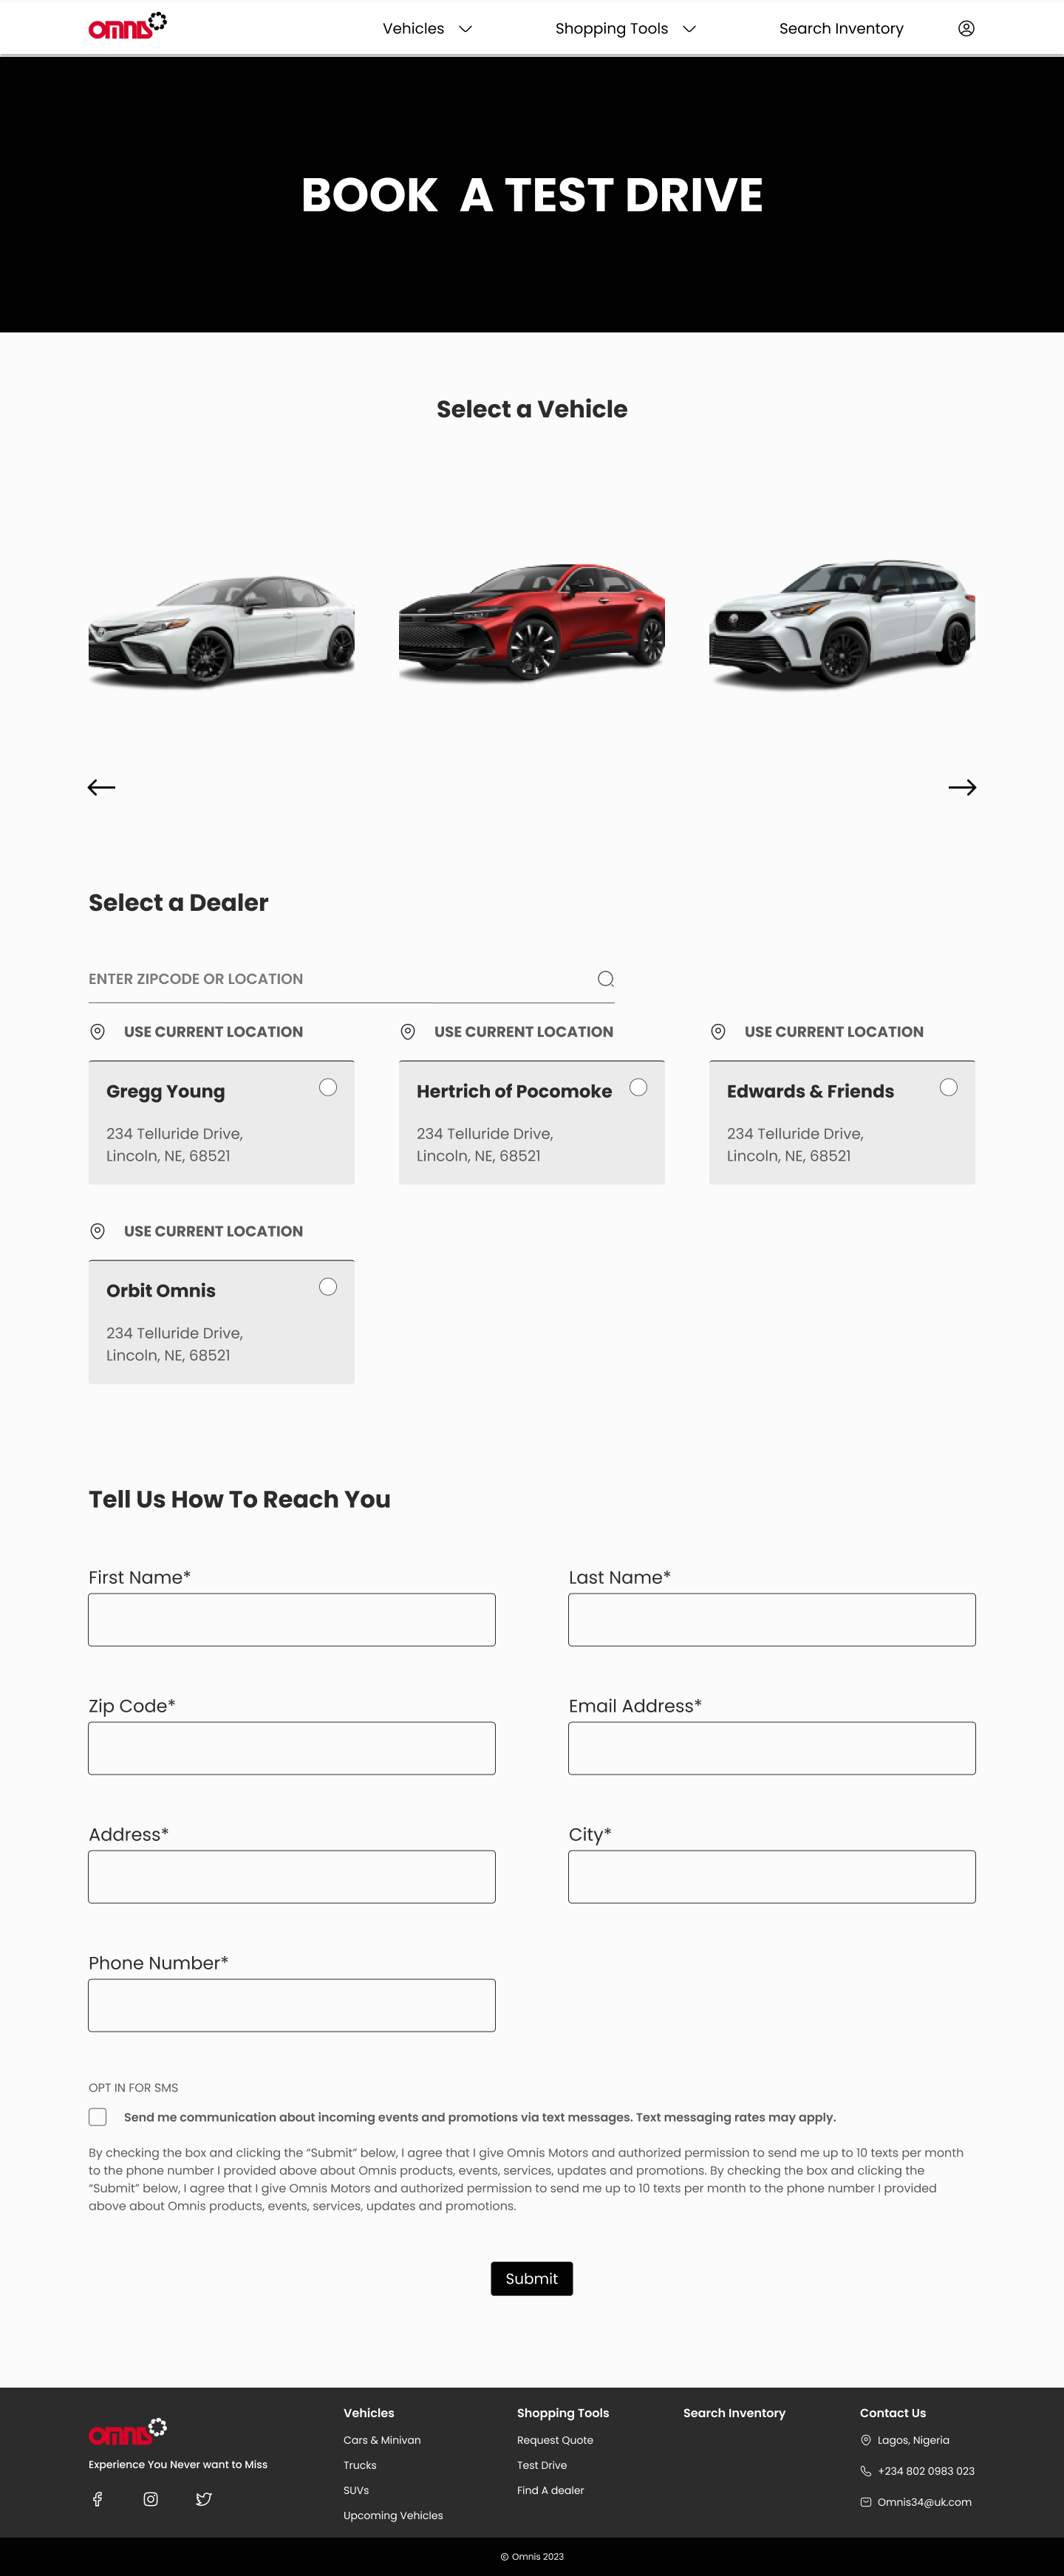 omnis
Vehicles
Shopping Tools
Search Inventory
BOOK A TEST DRIVE
Select a Vehicle
Select a Dealer
ENTER ZIPCODE OR LOCATION
USE CURRENT LOCATION
USE CURRENT LOCATION
USE CURRENT LOCATION
Gregg Young
234 Telluride Drive,
Lincoln, NE, 68521
Hertrich of Pocomoke
234 Telluride Drive,
Lincoln, NE, 68521
Edwards & Friends
234 Telluride Drive,
Lincoln, NE, 68521
USE CURRENT LOCATION
Orbit Omnis
234 Telluride Drive,
Lincoln, NE, 68521
Tell Us How To Reach You
First Name*
Last Name*
Zip Code*
Email Address*
Address*
City*
Phone Number*
OPT IN FOR SMS
Send me communication about incoming events and promotions via text messages. Text messaging rates may apply.
By checking the box and clicking the “Submit” below, I agree that I give Omnis Motors and authorized permission to send me up to 10 texts per month
to the phone number I provided above about Omnis products, events, services, updates and promotions. By checking the box and clicking the
“Submit” below, I agree that I give Omnis Motors and authorized permission to send me up to 10 texts per month to the phone number I provided
above about Omnis products, events, services, updates and promotions.
Submit
omnis
Experience You Never want to Miss
Vehicles
Cars & Minivan
Trucks
SUVs
Upcoming Vehicles
Shopping Tools
Request Quote
Test Drive
Find A dealer
Search Inventory
Contact Us
Lagos, Nigeria
+234 802 0983 023
Omnis34@uk.com
© Omnis 2023